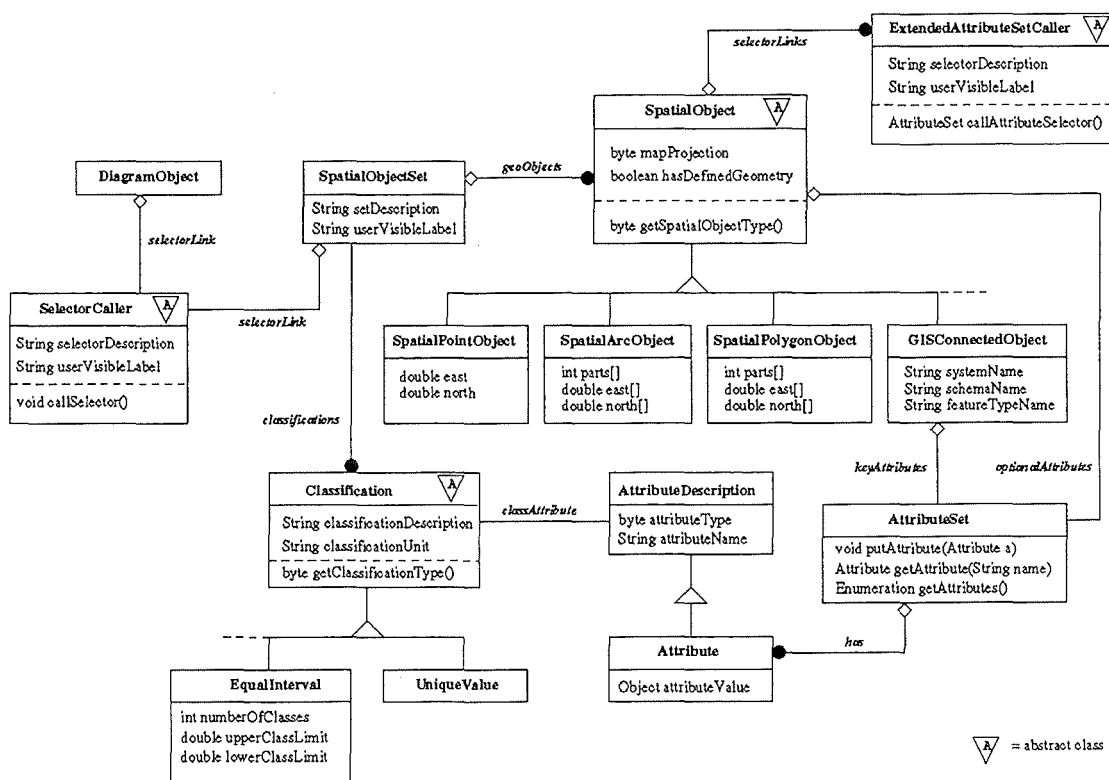 selectorLinks
ExtendedAttributeSetCaller A
String selectorDescription
String userVisibleLabel
AttributeSet callAttributeSelector()
SpatialObject A
byte mapProjection
boolean hasDefinedGeometry
byte getSpatialObjectType()
DiagramObject
SpatialObjectSet
String setDescription
String userVisibleLabel
geoObjects
selectorLink
SelectorCaller A
String selectorDescription
String userVisibleLabel
void callSelector()
selectorLink
SpatialPointObject
double east
double north
SpatialArcObject
int parts[]
double east[]
double north[]
SpatialPolygonObject
int parts[]
double east[]
double north[]
GISConnectedObject
String systemName
String schemaName
String featureTypeName
classifications
keyAttributes
optionalAttributes
Classification A
String classificationDescription
String classificationUnit
byte getClassificationType()
classAttribute
AttributeDescription
byte attributeType
String attributeName
AttributeSet
void putAttribute(Attribute a)
Attribute getAttribute(String name)
Enumeration getAttributes()
has
Attribute
Object attributeValue
EqualInterval
int numberOfClasses
double upperClassLimit
double lowerClassLimit
UniqueValue
A = abstract class